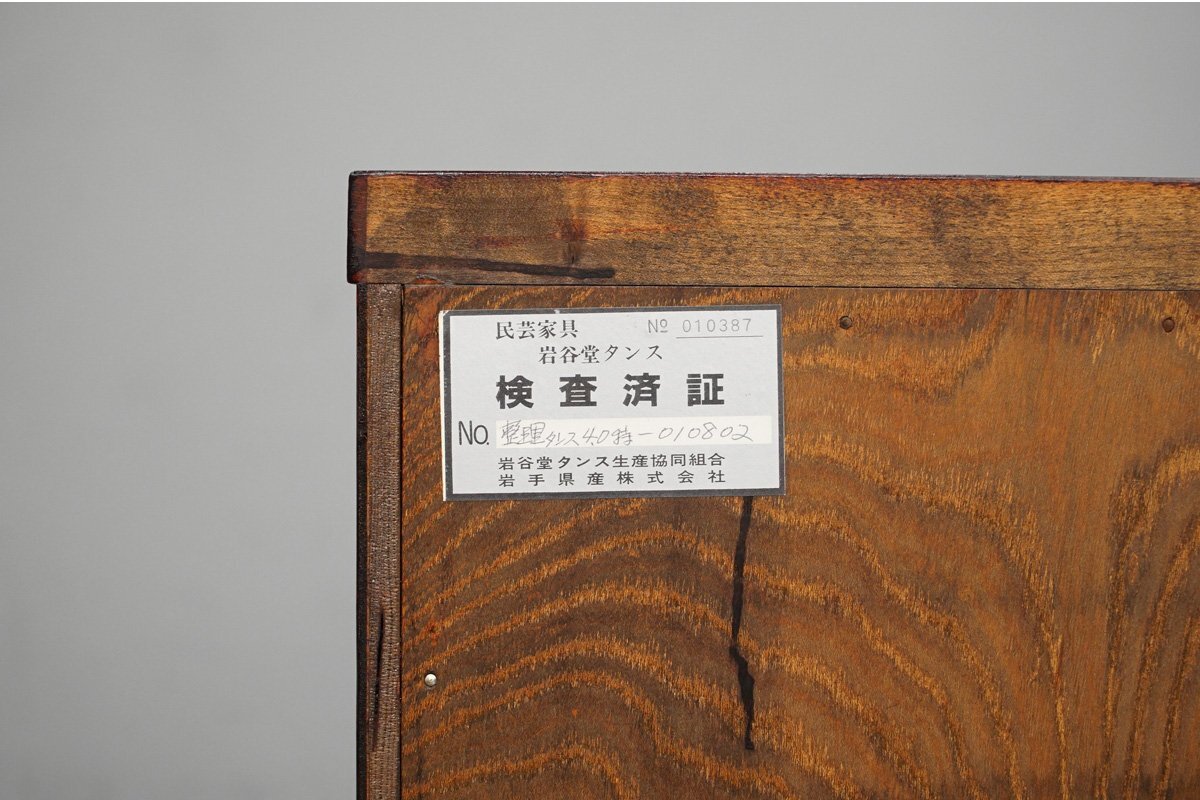 民芸家具 № 010387
岩谷堂タンス
検査済証
No. 整理タンス40特-010802
岩谷堂タンス生産協同組合
岩手県産株式会社